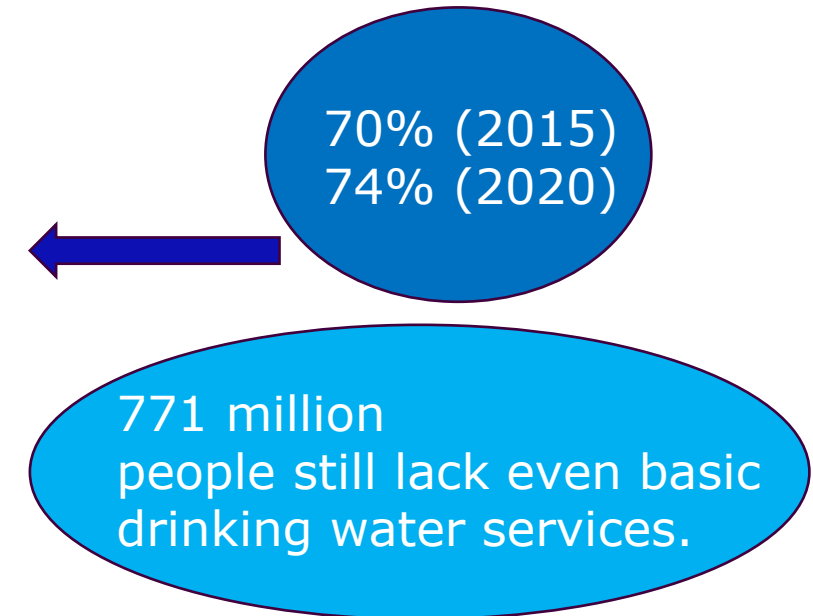 70% (2015)
74% (2020)
771 million
people still lack even basic
drinking water services.